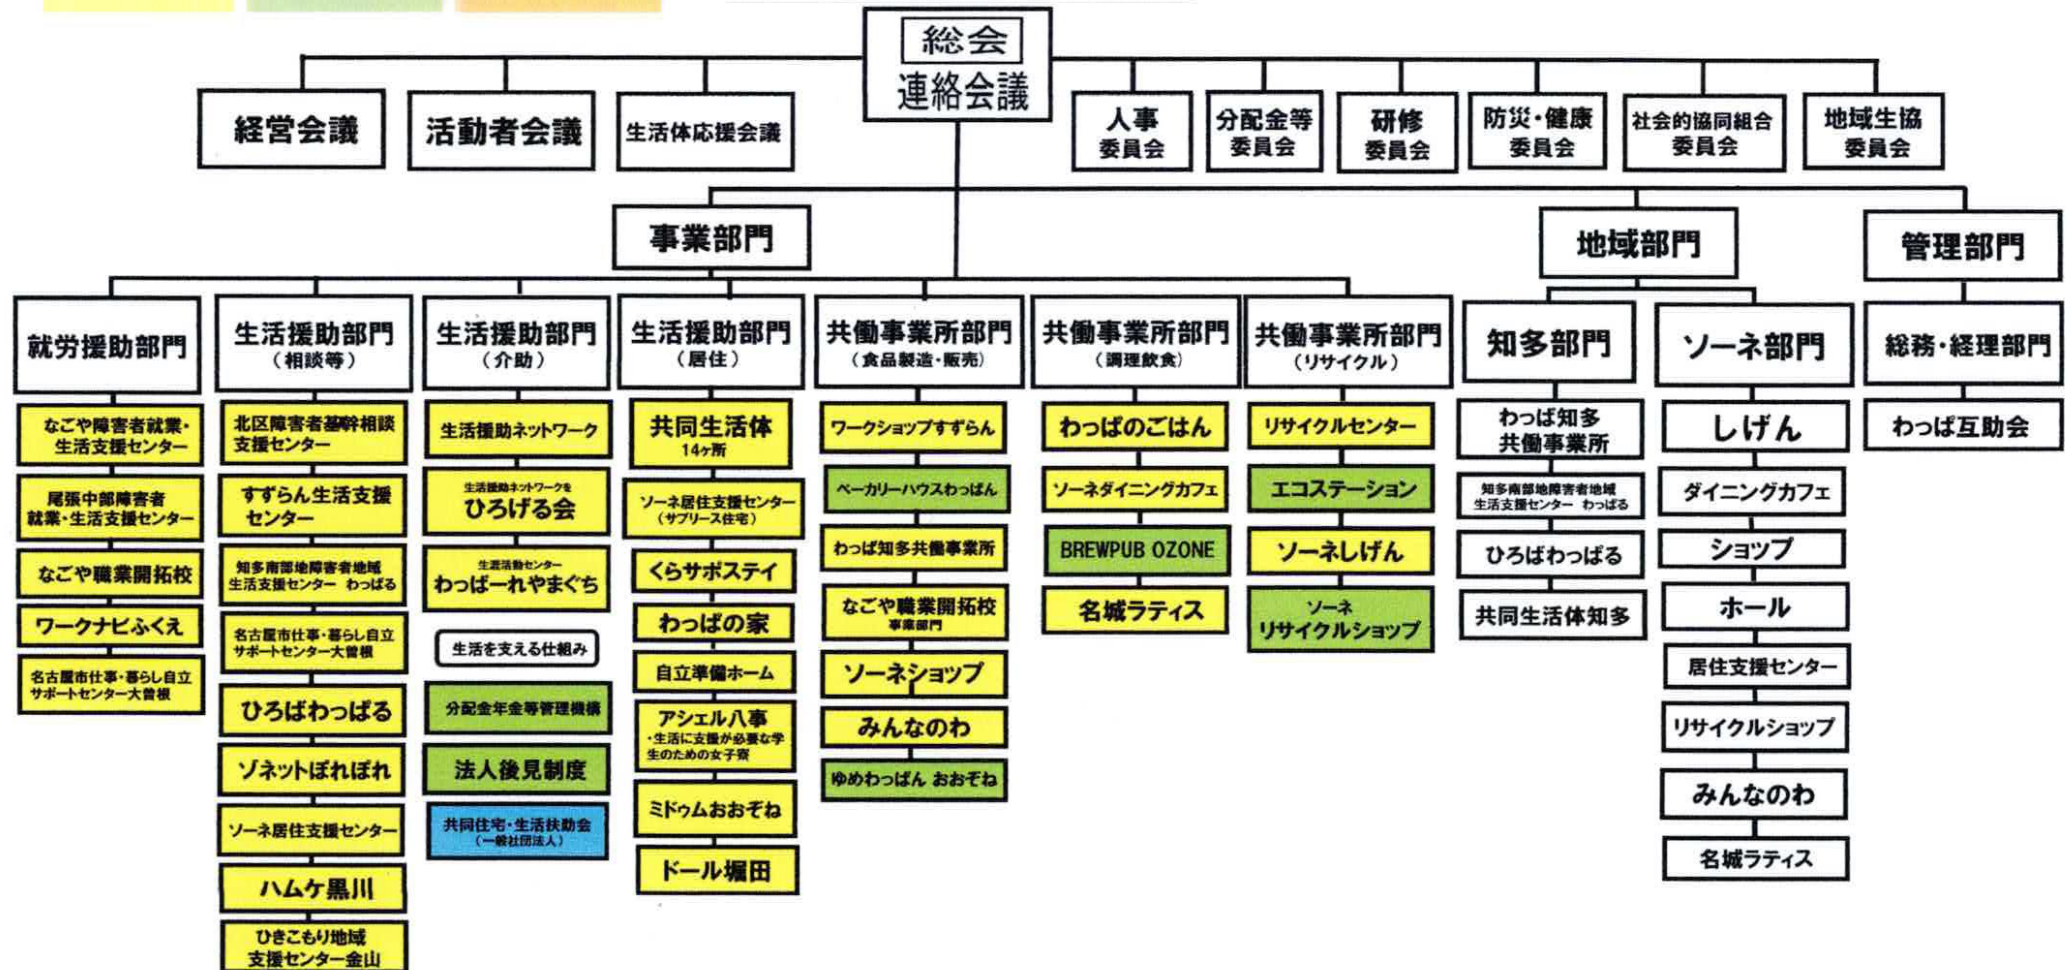 総会
連絡会議
経営会議
活動者会議
生活体応援会議
人事
委員会
分配金等
委員会
研修
委員会
防災・健康
委員会
社会的協同組合
委員会
地域生協
委員会
事業部門
地域部門
管理部門
就労援助部門
なごや障害者就業・
生活支援センター
尾張中部障害者
就業・生活支援センター
なごや職業開拓校
ワークナビふくえ
名古屋市仕事・暮らし自立
サポートセンター大曽根
生活援助部門
（相談等）
北区障害者基幹相談
支援センター
すずらん生活支援
センター
知多南部地障害者地域
生活支援センター わっぱる
名古屋市仕事・暮らし自立
サポートセンター大曽根
ひろばわっぱる
ゾネットぽれぽれ
ソーネ居住支援センター
ハムケ黒川
ひきこもり地域
支援センター金山
生活援助部門
（介助）
生活援助ネットワーク
生活援助ネットワークを
ひろげる会
生涯活動センター
わっぱーれやまぐち
生活を支える仕組み
分配金年金等管理機構
法人後見制度
共同住宅・生活扶助会
（一般社団法人）
生活援助部門
（居住）
共同生活体
14ヶ所
ソーネ居住支援センター
（サブリース住宅）
くらサポステイ
わっぱの家
自立準備ホーム
アシェル八事
・生活に支援が必要な学
生のための女子寮
ミドゥムおおぞね
ドール堀田
共働事業所部門
（食品製造・販売）
ワークショップすずらん
ベーカリーハウスわっぱん
わっぱ知多共働事業所
なごや職業開拓校
事業部門
ソーネショップ
みんなのわ
ゆめわっぱん おおぞね
共働事業所部門
（調理飲食）
わっぱのごはん
ソーネダイニングカフェ
BREWPUB OZONE
名城ラティス
共働事業所部門
（リサイクル）
リサイクルセンター
エコステーション
ソーネしげん
ソーネ
リサイクルショップ
知多部門
わっぱ知多
共働事業所
知多南部地障害者地域
生活支援センター わっぱる
ひろばわっぱる
共同生活体知多
ソーネ部門
しげん
ダイニングカフェ
ショップ
ホール
居住支援センター
リサイクルショップ
みんなのわ
名城ラティス
総務・経理部門
わっぱ互助会